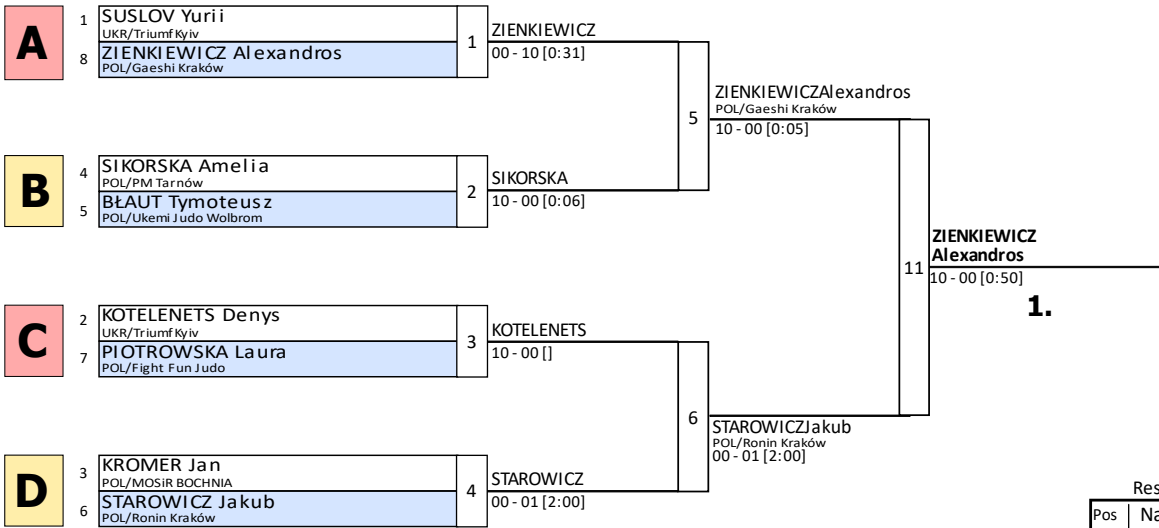 A
1 SUSLOV Yurii
UKR/Triumf Kyiv
8 ZIENKIEWICZ Alexandros
POL/Gaeshi Kraków
1
ZIENKIEWICZ
00 - 10 [0:31]
B
4 SIKORSKA Amelia
POL/PM Tarnów
5 BŁAUT Tymoteusz
POL/Ukemi Judo Wolbrom
2
SIKORSKA
10 - 00 [0:06]
5
ZIENKIEWICZAlexandros
POL/Gaeshi Kraków
10 - 00 [0:05]
C
2 KOTELENETS Denys
UKR/Triumf Kyiv
7 PIOTROWSKA Laura
POL/Fight Fun Judo
3
KOTELENETS
10 - 00 []
D
3 KROMER Jan
POL/MOSiR BOCHNIA
6 STAROWICZ Jakub
POL/Ronin Kraków
4
STAROWICZ
00 - 01 [2:00]
6
STAROWICZJakub
POL/Ronin Kraków
00 - 01 [2:00]
11
ZIENKIEWICZ
Alexandros
10 - 00 [0:50]
1.
Res
Pos Na